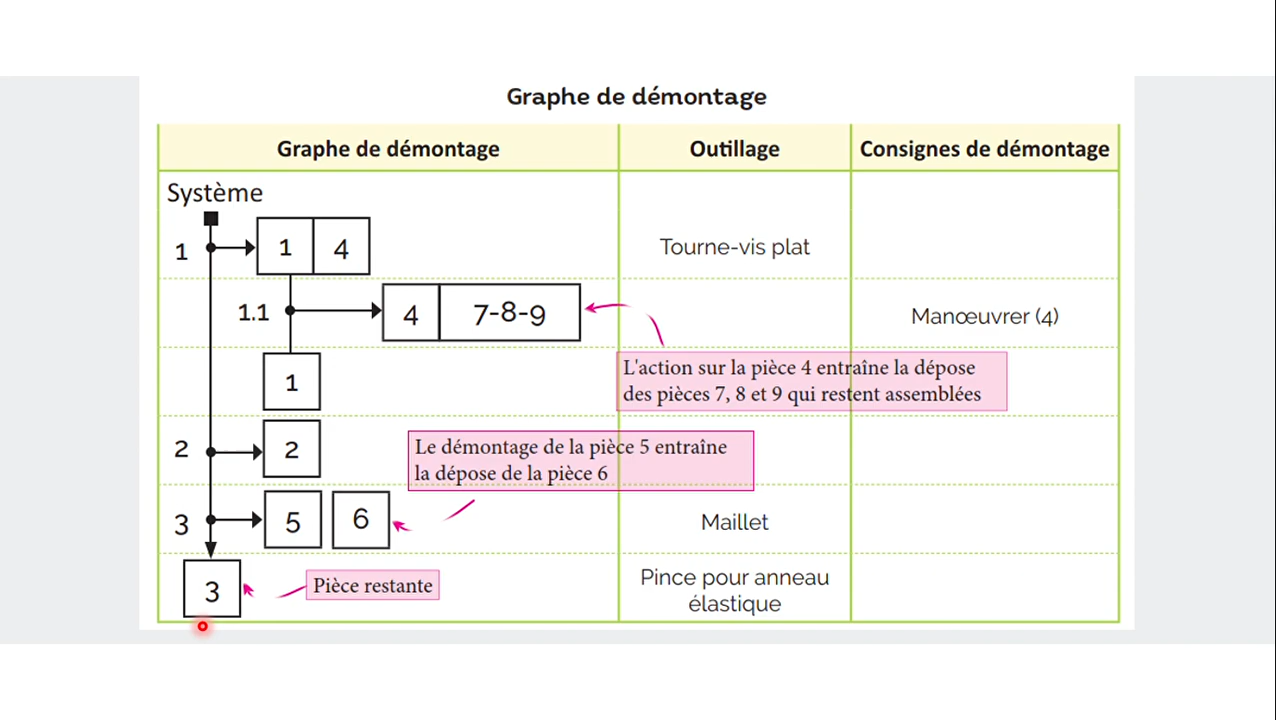 Graphe de démontage
Graphe de démontage Outillage Consignes de démontage
Système
1 1 4 Tourne-vis plat
1.1 4 7-8-9 Manœuvrer (4)
1
L'action sur la pièce 4 entraîne la dépose
des pièces 7, 8 et 9 qui restent assemblées
2 2
Le démontage de la pièce 5 entraîne
la dépose de la pièce 6
3 5 6 Maillet
3 Pièce restante
Pince pour anneau
élastique